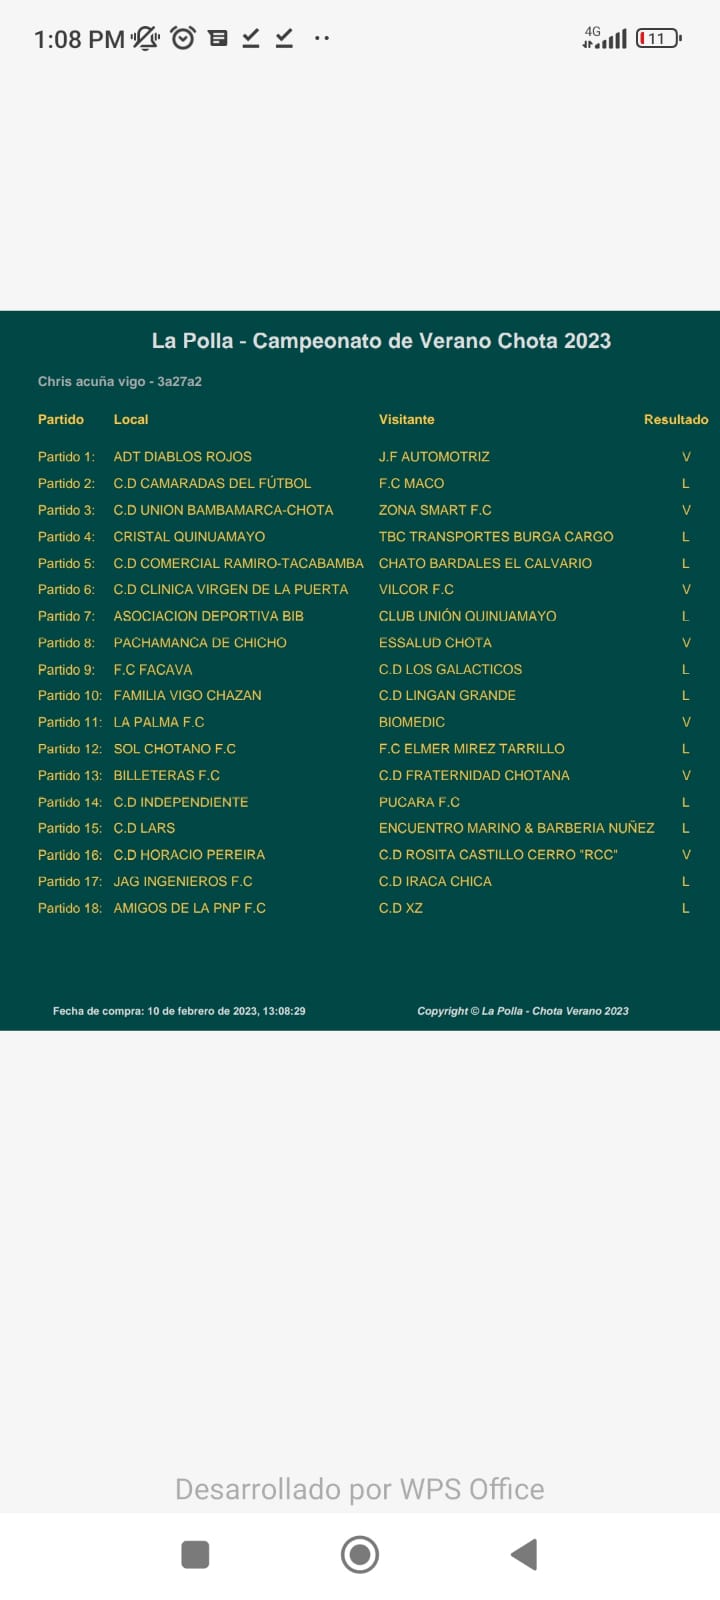 1:08 PM
4G
11
La Polla - Campeonato de Verano Chota 2023
Chris acuña vigo - 3a27a2
Partido Local Visitante Resultado
Partido 1: ADT DIABLOS ROJOS J.F AUTOMOTRIZ V
Partido 2: C.D CAMARADAS DEL FÚTBOL F.C MACO L
Partido 3: C.D UNION BAMBAMARCA-CHOTA ZONA SMART F.C V
Partido 4: CRISTAL QUINUAMAYO TBC TRANSPORTES BURGA CARGO L
Partido 5: C.D COMERCIAL RAMIRO-TACABAMBA CHATO BARDALES EL CALVARIO L
Partido 6: C.D CLINICA VIRGEN DE LA PUERTA VILCOR F.C V
Partido 7: ASOCIACION DEPORTIVA BIB CLUB UNIÓN QUINUAMAYO L
Partido 8: PACHAMANCA DE CHICHO ESSALUD CHOTA V
Partido 9: F.C FACAVA C.D LOS GALACTICOS L
Partido 10: FAMILIA VIGO CHAZAN C.D LINGAN GRANDE L
Partido 11: LA PALMA F.C BIOMEDIC V
Partido 12: SOL CHOTANO F.C F.C ELMER MIREZ TARRILLO L
Partido 13: BILLETERAS F.C C.D FRATERNIDAD CHOTANA V
Partido 14: C.D INDEPENDIENTE PUCARA F.C L
Partido 15: C.D LARS ENCUENTRO MARINO & BARBERIA NUÑEZ L
Partido 16: C.D HORACIO PEREIRA C.D ROSITA CASTILLO CERRO "RCC" V
Partido 17: JAG INGENIEROS F.C C.D IRACA CHICA L
Partido 18: AMIGOS DE LA PNP F.C C.D XZ L
Fecha de compra: 10 de febrero de 2023, 13:08:29 Copyright © La Polla - Chota Verano 2023
Desarrollado por WPS Office